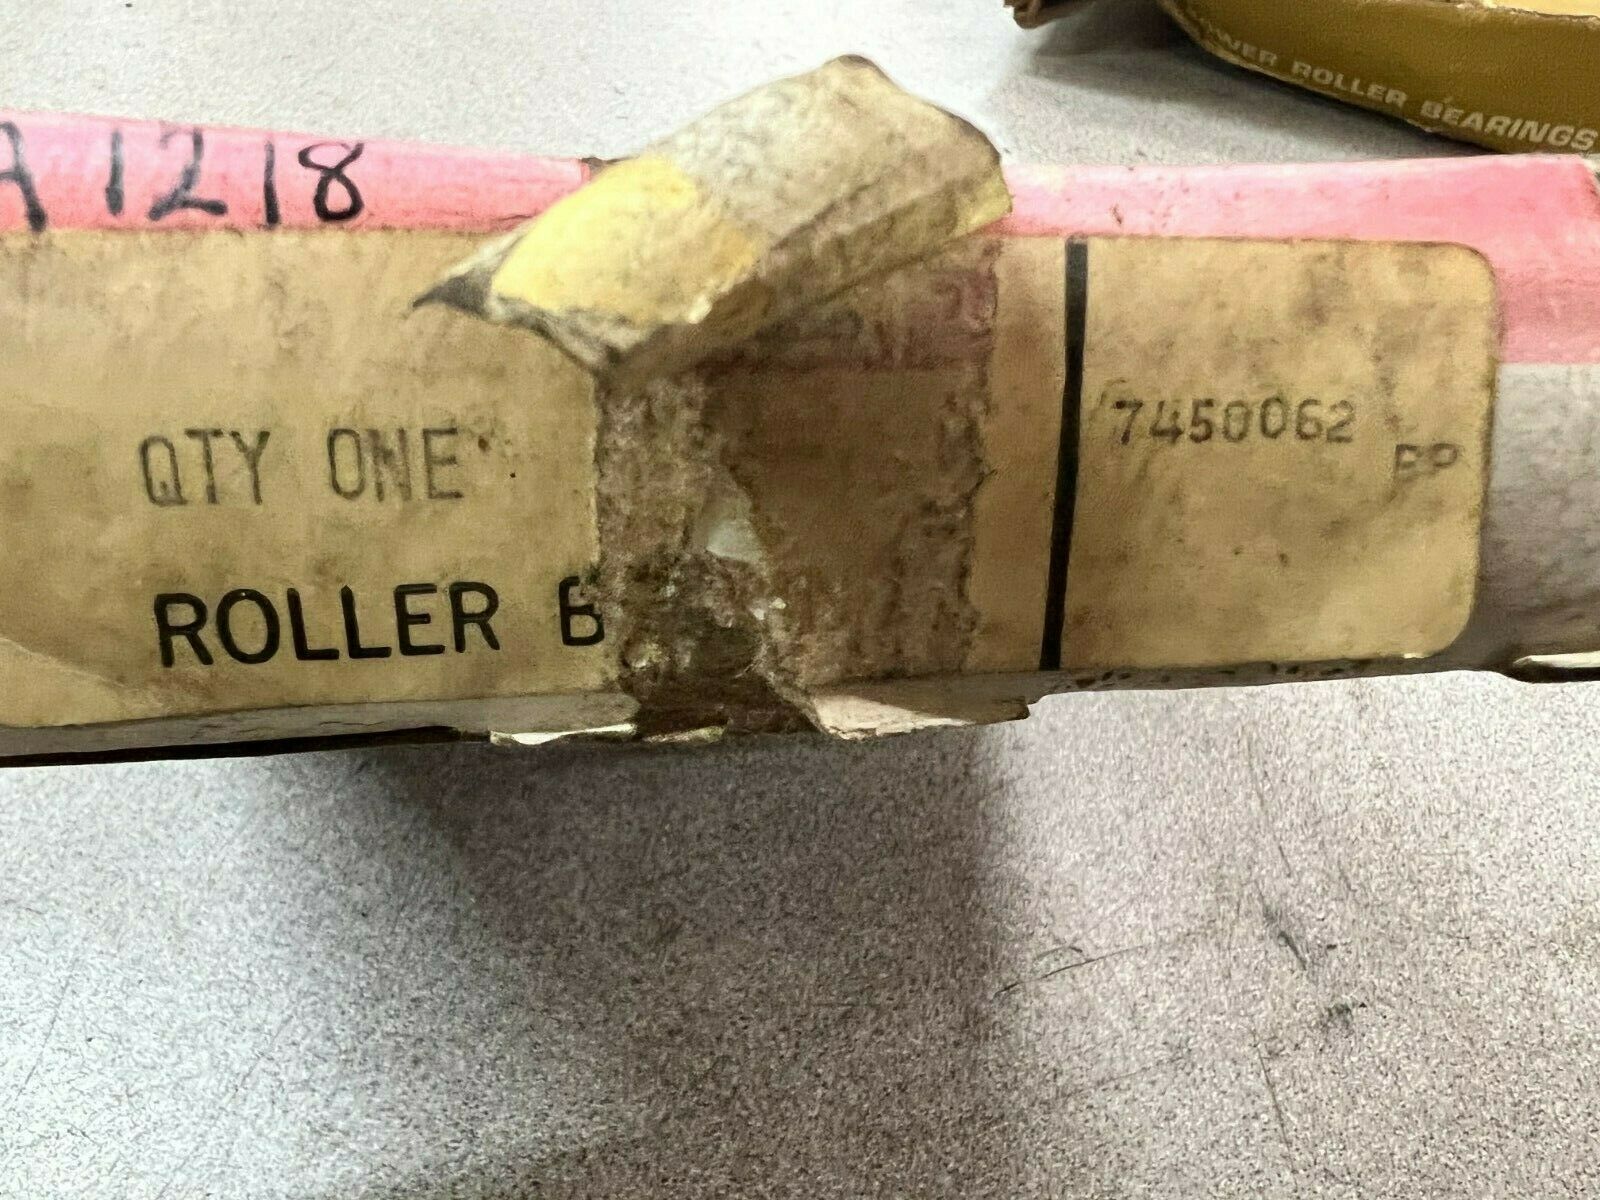 ROLLER BEARINGS
A1218
QTY ONE
7450062
ROLLER B